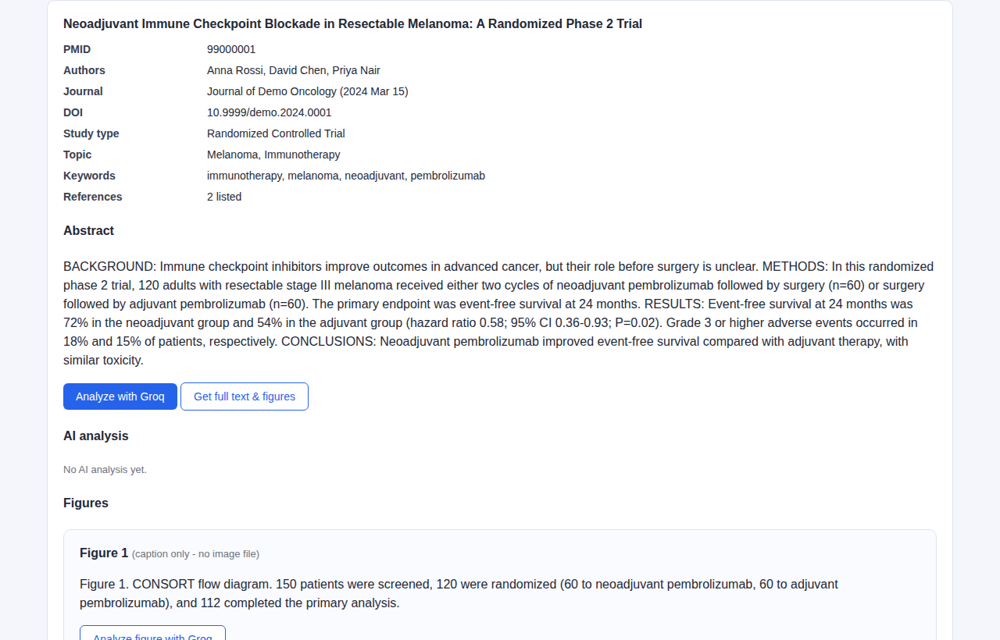 Neoadjuvant Immune Checkpoint Blockade in Resectable Melanoma: A Randomized Phase 2 Trial
PMID 99000001
Authors Anna Rossi, David Chen, Priya Nair
Journal Journal of Demo Oncology (2024 Mar 15)
DOI 10.9999/demo.2024.0001
Study type Randomized Controlled Trial
Topic Melanoma, Immunotherapy
Keywords immunotherapy, melanoma, neoadjuvant, pembrolizumab
References 2 listed
Abstract
BACKGROUND: Immune checkpoint inhibitors improve outcomes in advanced cancer, but their role before surgery is unclear. METHODS: In this randomized
phase 2 trial, 120 adults with resectable stage III melanoma received either two cycles of neoadjuvant pembrolizumab followed by surgery (n=60) or surgery
followed by adjuvant pembrolizumab (n=60). The primary endpoint was event-free survival at 24 months. RESULTS: Event-free survival at 24 months was
72% in the neoadjuvant group and 54% in the adjuvant group (hazard ratio 0.58; 95% CI 0.36-0.93; P=0.02). Grade 3 or higher adverse events occurred in
18% and 15% of patients, respectively. CONCLUSIONS: Neoadjuvant pembrolizumab improved event-free survival compared with adjuvant therapy, with
similar toxicity.
Analyze with Groq Get full text & figures
AI analysis
No AI analysis yet.
Figures
Figure 1 (caption only - no image file)
Figure 1. CONSORT flow diagram. 150 patients were screened, 120 were randomized (60 to neoadjuvant pembrolizumab, 60 to adjuvant
pembrolizumab), and 112 completed the primary analysis.
Analyze figure with Groq